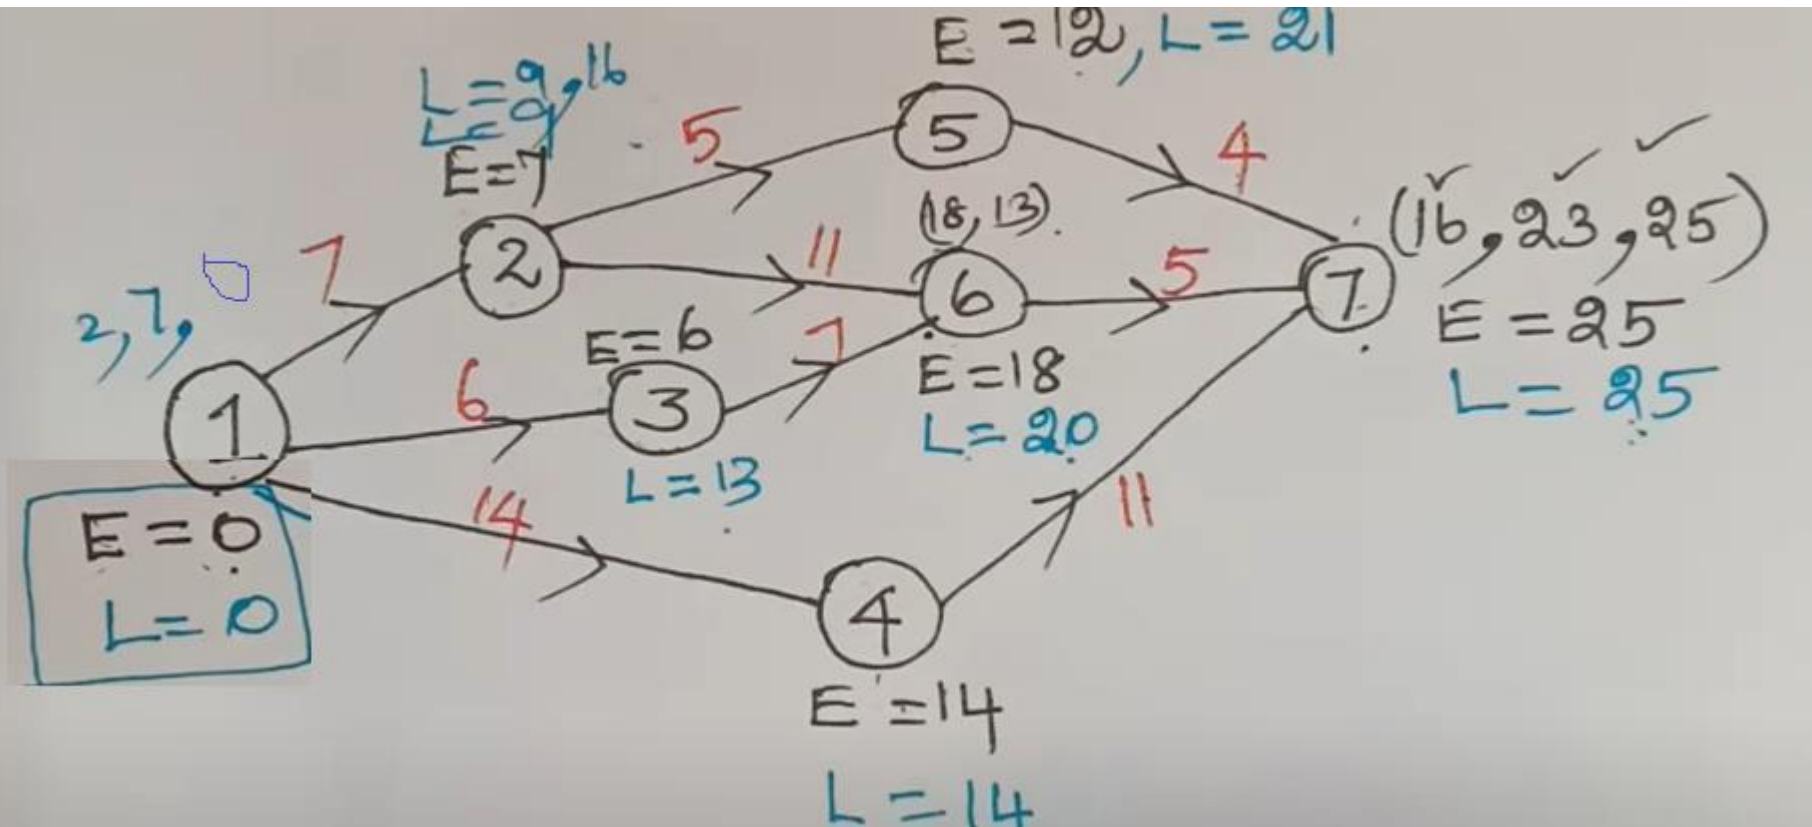 E = 12, L = 21
L = 9, 16
L = 9
E = 7
5
5
4
(18, 13).
(16, 23, 25)
2
11
6
5
7
E = 25
L = 25
7
2, 7,
E = 6
7
E = 18
L = 20
1
6
3
L = 13
E = 0
L = 0
14
11
4
E = 14
L = 14